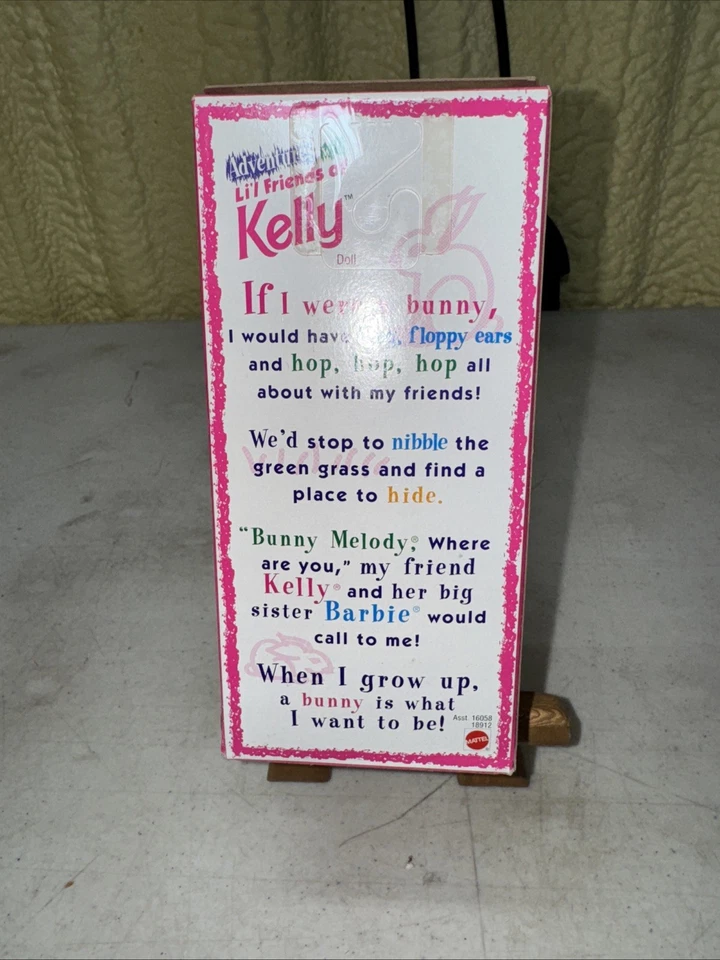 Adventures
Li'l Friends of
Kelly™
Doll
If I were bunny,
I would have floppy ears
and hop, hop, hop all
about with my friends!
We'd stop to nibble the
green grass and find a
place to hide.
"Bunny Melody,® Where
are you," my friend
Kelly® and her big
sister Barbie® would
call to me!
When I grow up,
a bunny is what
I want to be!
Asst. 16058
18912
MATTEL